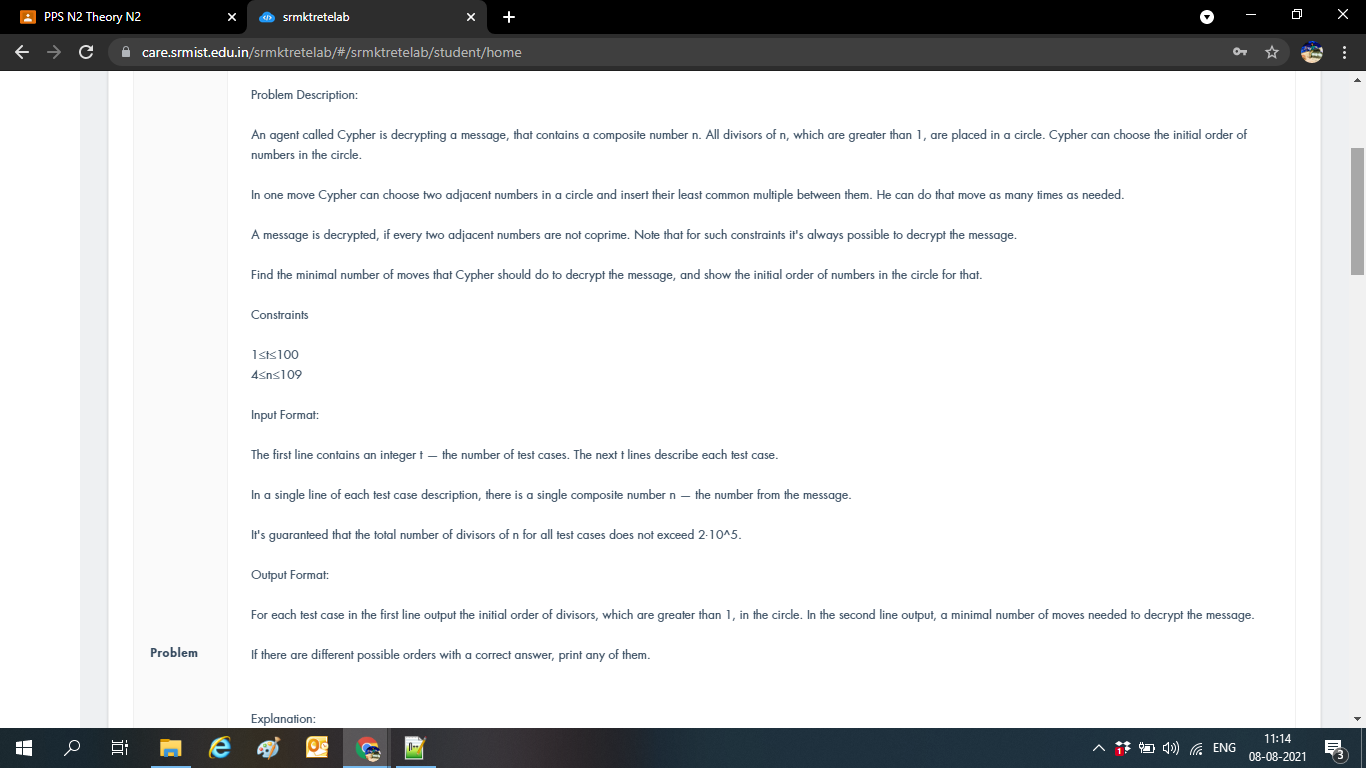 PPS N2 Theory N2
srmktretelab
care.srmist.edu.in/srmktretelab/#/srmktretelab/student/home
Problem Description:
An agent called Cypher is decrypting a message, that contains a composite number n. All divisors of n, which are greater than 1, are placed in a circle. Cypher can choose the initial order of
numbers in the circle.
In one move Cypher can choose two adjacent numbers in a circle and insert their least common multiple between them. He can do that move as many times as needed.
A message is decrypted, if every two adjacent numbers are not coprime. Note that for such constraints it's always possible to decrypt the message.
Find the minimal number of moves that Cypher should do to decrypt the message, and show the initial order of numbers in the circle for that.
Constraints
1≤t≤100
4≤n≤109
Input Format:
The first line contains an integer t — the number of test cases. The next t lines describe each test case.
In a single line of each test case description, there is a single composite number n — the number from the message.
It's guaranteed that the total number of divisors of n for all test cases does not exceed 2·10^5.
Output Format:
For each test case in the first line output the initial order of divisors, which are greater than 1, in the circle. In the second line output, a minimal number of moves needed to decrypt the message.
Problem
If there are different possible orders with a correct answer, print any of them.
Explanation:
ENG
11:14
08-08-2021
3